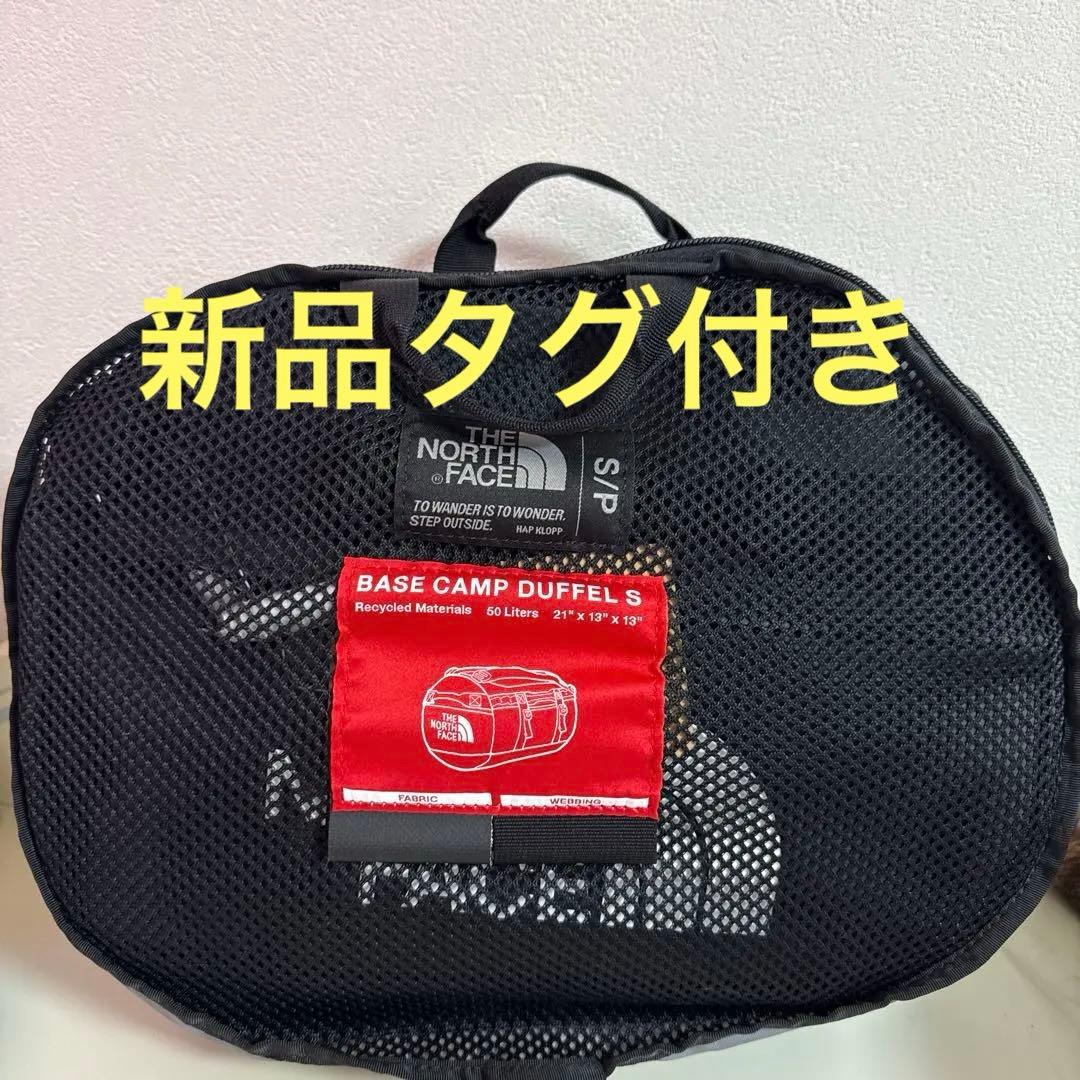 新品タグ付き
THE
NORTH
FACE
®
S/P
TO WANDER IS TO WONDER.
STEP OUTSIDE.
HAP KLOPP
BASE CAMP DUFFEL S
Recycled Materials 50 Liters 21" x 13" x 13"
THE
NORTH
FACE
FABRIC WEBBING
FACE